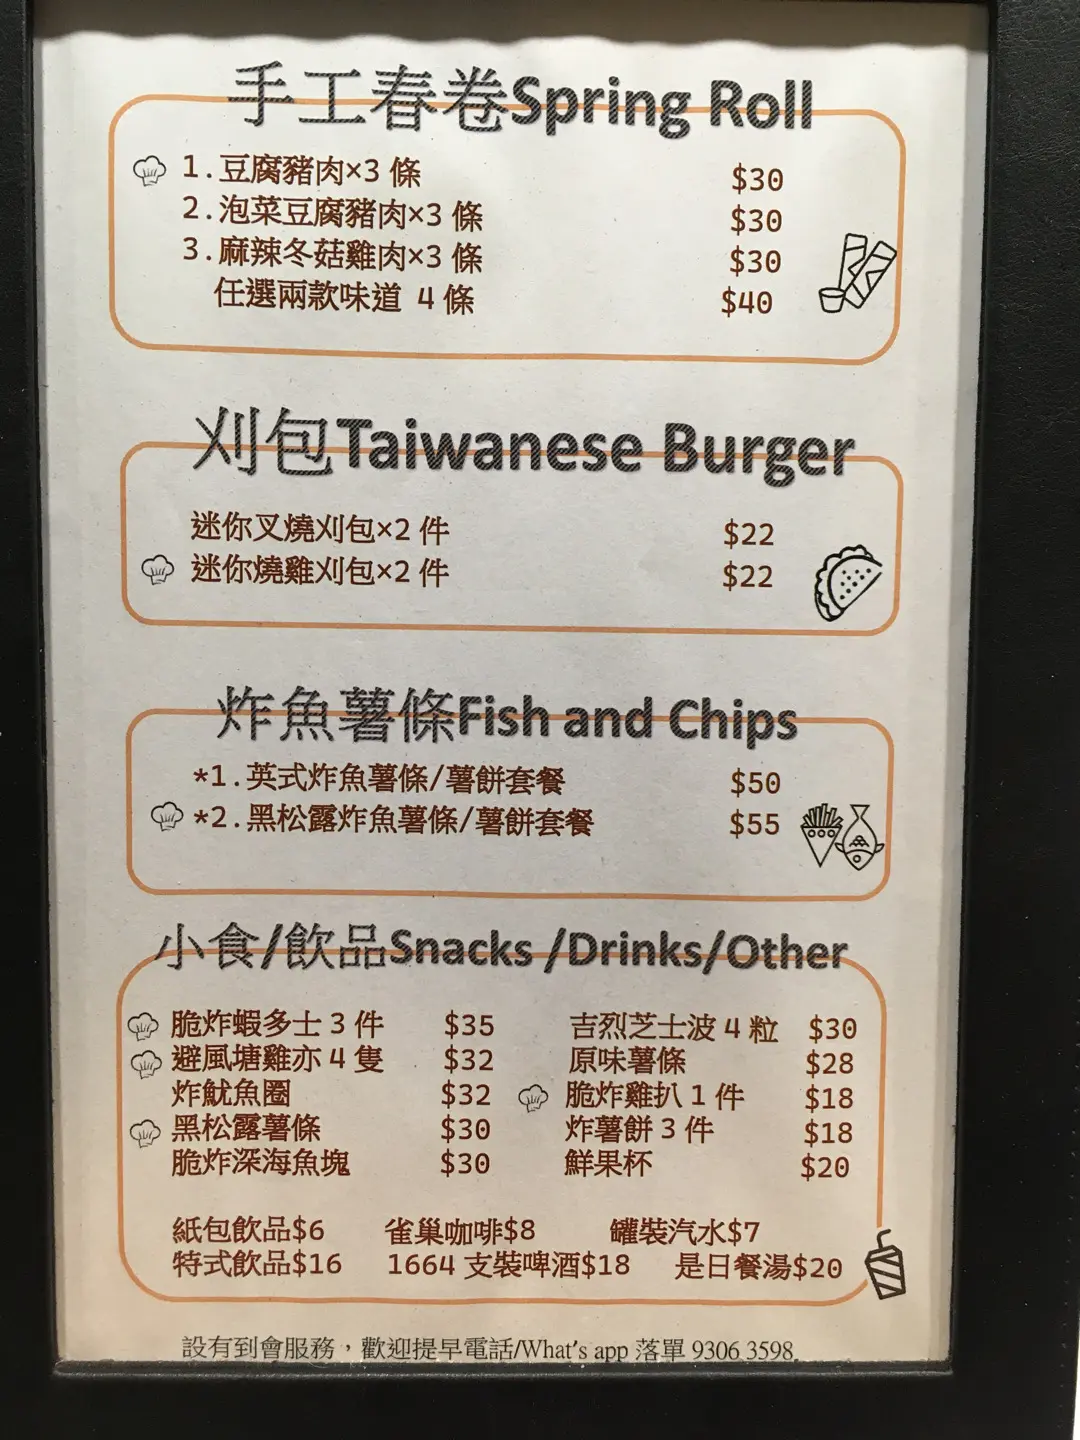 手工春卷Spring Roll
1.豆腐豬肉×3 條 $30
2.泡菜豆腐豬肉×3 條 $30
3.麻辣冬菇雞肉×3 條 $30
任選兩款味道 4 條 $40
刈包Taiwanese Burger
迷你叉燒刈包×2 件 $22
迷你燒雞刈包×2 件 $22
炸魚薯條Fish and Chips
*1.英式炸魚薯條/薯餅套餐 $50
*2.黑松露炸魚薯條/薯餅套餐 $55
小食/飲品Snacks /Drinks/Other
脆炸蝦多士 3 件 $35 吉烈芝士波 4 粒 $30
避風塘雞亦 4 隻 $32 原味薯條 $28
炸魷魚圈 $32 脆炸雞扒 1 件 $18
黑松露薯條 $30 炸薯餅 3 件 $18
脆炸深海魚塊 $30 鮮果杯 $20
紙包飲品$6 雀巢咖啡$8 罐裝汽水$7
特式飲品$16 1664 支裝啤酒$18 是日餐湯$20
設有到會服務，歡迎提早電話/What's app 落單 9306 3598